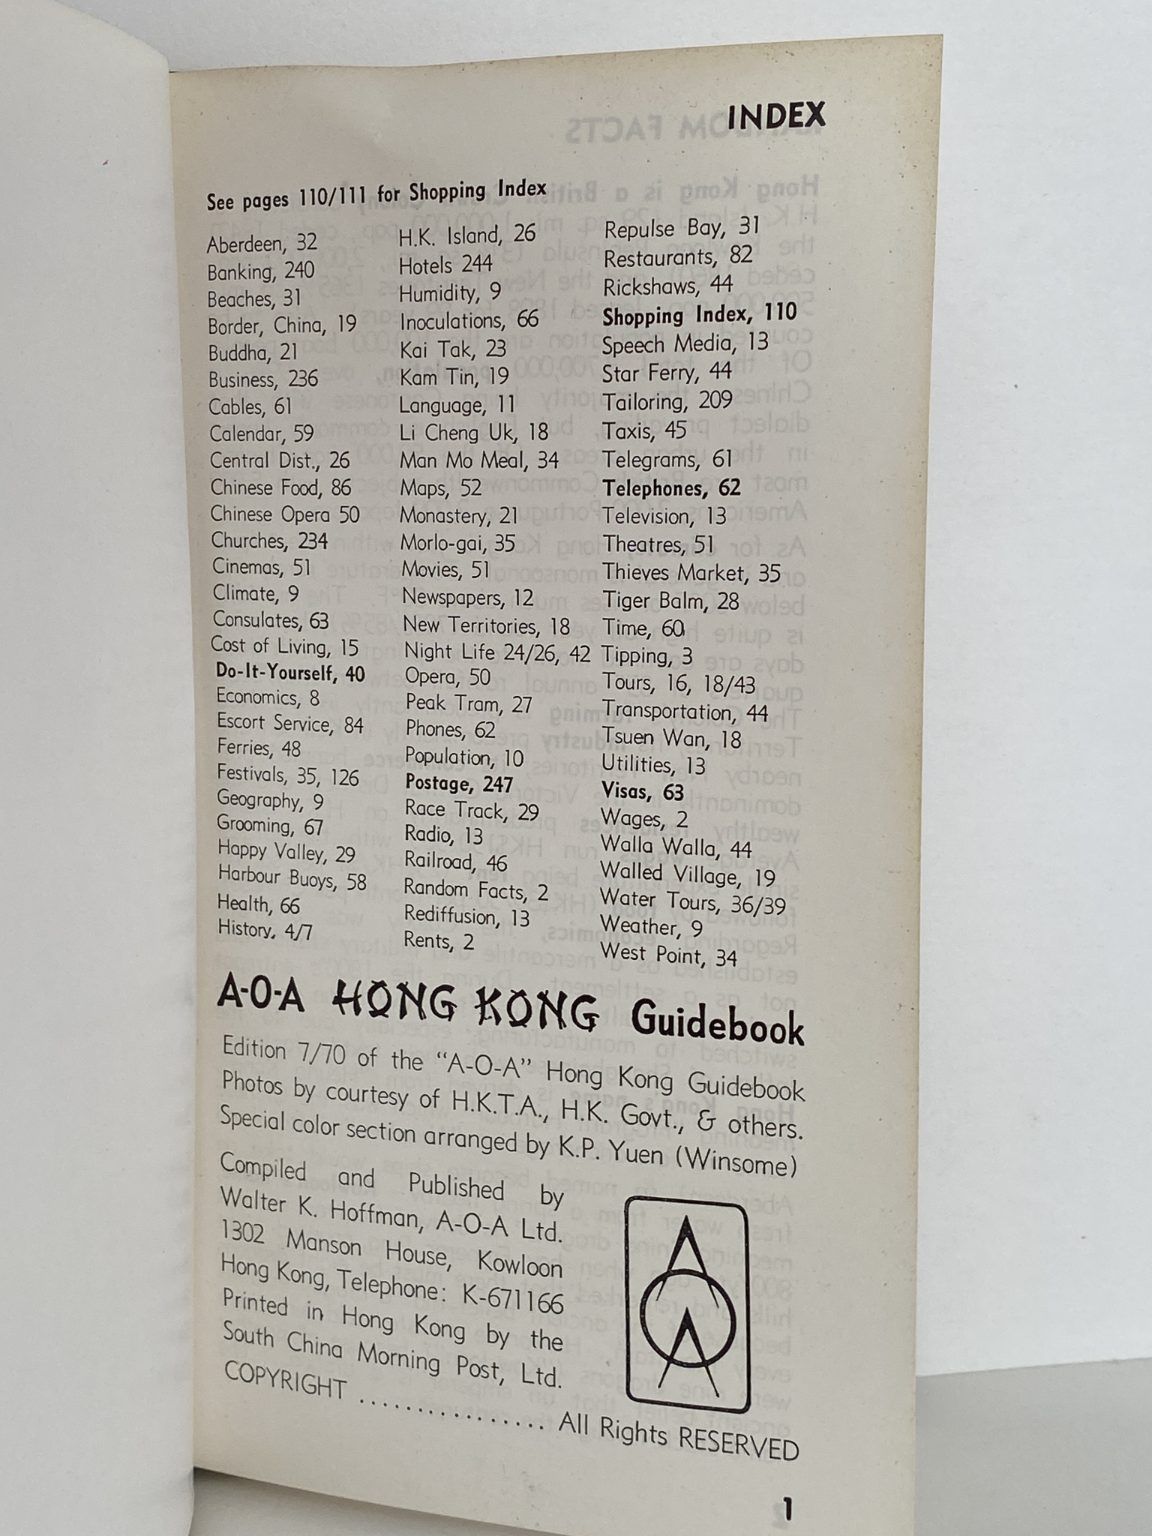 INDEX
See pages 110/111 for Shopping Index
Aberdeen, 32
Banking, 240
Beaches, 31
Border, China, 19
Buddha, 21
Business, 236
Cables, 61
Calendar, 59
Central Dist., 26
Chinese Food, 86
Chinese Opera 50
Churches, 234
Cinemas, 51
Climate, 9
Consulates, 63
Cost of Living, 15
Do-It-Yourself, 40
Economics, 8
Escort Service, 84
Ferries, 48
Festivals, 35, 126
Geography, 9
Grooming, 67
Happy Valley, 29
Harbour Buoys, 58
Health, 66
History, 4/7
H.K. Island, 26
Hotels 244
Humidity, 9
Inoculations, 66
Kai Tak, 23
Kam Tin, 19
Language, 11
Li Cheng Uk, 18
Man Mo Meal, 34
Maps, 52
Monastery, 21
Morlo-gai, 35
Movies, 51
Newspapers, 12
New Territories, 18
Night Life 24/26, 42
Opera, 50
Peak Tram, 27
Phones, 62
Population, 10
Postage, 247
Race Track, 29
Radio, 13
Railroad, 46
Random Facts, 2
Rediffusion, 13
Rents, 2
Repulse Bay, 31
Restaurants, 82
Rickshaws, 44
Shopping Index, 110
Speech Media, 13
Star Ferry, 44
Tailoring, 209
Taxis, 45
Telegrams, 61
Telephones, 62
Television, 13
Theatres, 51
Thieves Market, 35
Tiger Balm, 28
Time, 60
Tipping, 3
Tours, 16, 18/43
Transportation, 44
Tsuen Wan, 18
Utilities, 13
Visas, 63
Wages, 2
Walla Walla, 44
Walled Village, 19
Water Tours, 36/39
Weather, 9
West Point, 34
A-O-A HONG KONG Guidebook
Edition 7/70 of the “A-O-A” Hong Kong Guidebook
Photos by courtesy of H.K.T.A., H.K. Govt., & others.
Special color section arranged by K.P. Yuen (Winsome)
Compiled and Published by
Walter K. Hoffman, A-O-A Ltd.
1302 Manson House, Kowloon
Hong Kong, Telephone: K-671166
Printed in Hong Kong by the
South China Morning Post, Ltd.
COPYRIGHT ................ All Rights RESERVED
1